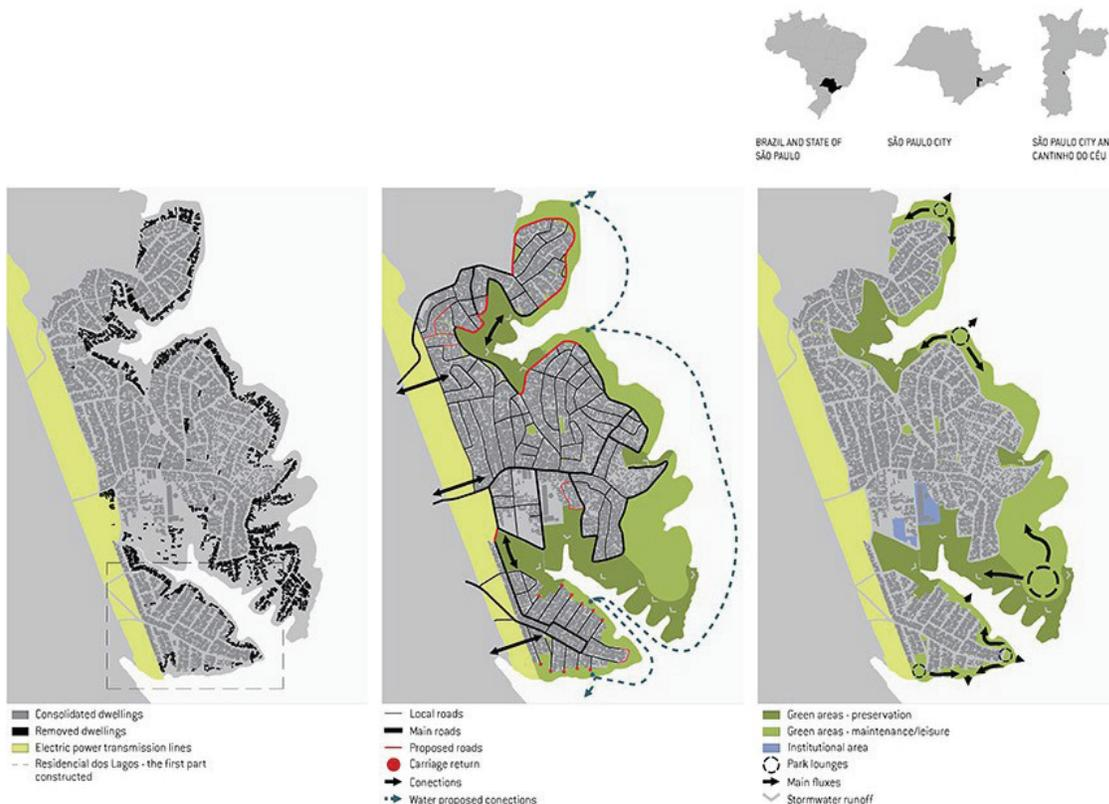 BRAZIL AND STATE OF
SÃO PAULO
SÃO PAULO CITY
SÃO PAULO CITY AN
CANTINHO DO CÉU
Consolidated dwellings
Removed dwellings
Electric power transmission lines
Residencial dos Lagos - the first part
constructed
Local roads
Main roads
Proposed roads
Carriage return
Conections
Water proposed conections
Green areas - preservation
Green areas - maintenance/leisure
Institutional area
Park lounges
Main fluxes
Stormwater runoff